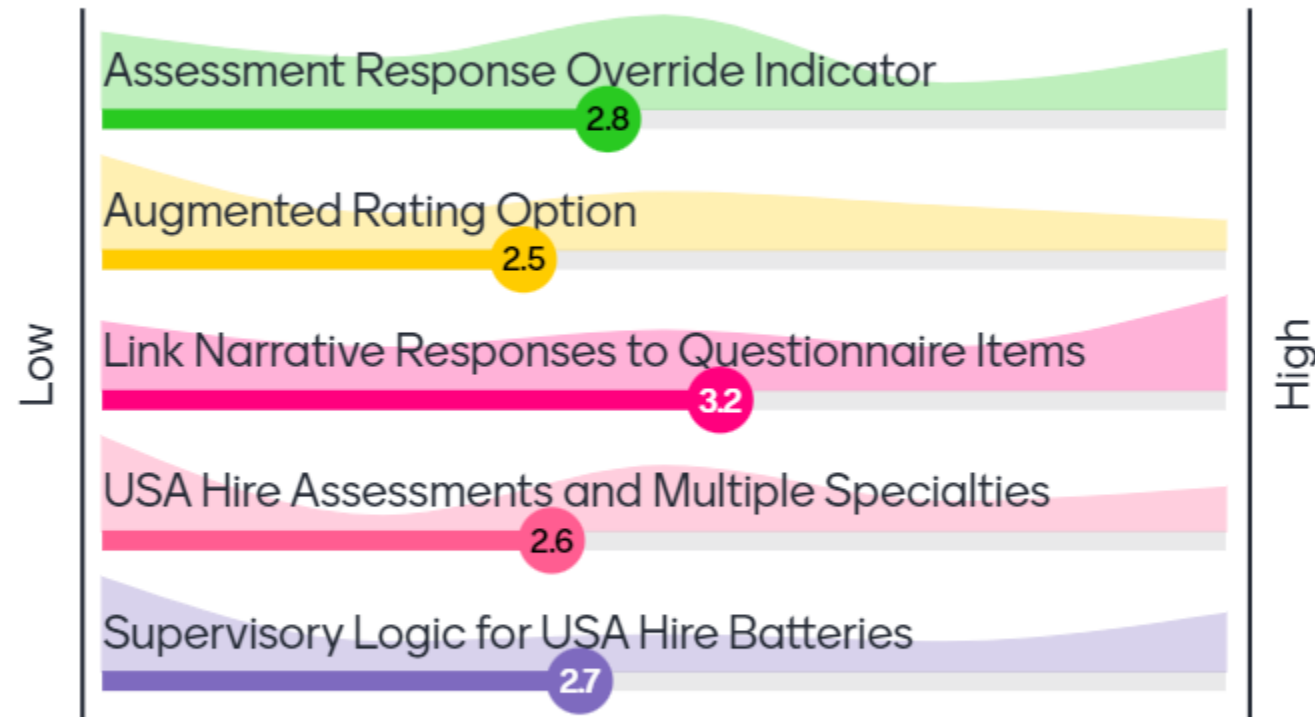 Assessment Response Override Indicator
2.8
Augmented Rating Option
2.5
Low
Link Narrative Responses to Questionnaire Items
3.2
High
USA Hire Assessments and Multiple Specialties
2.6
Supervisory Logic for USA Hire Batteries
2.7